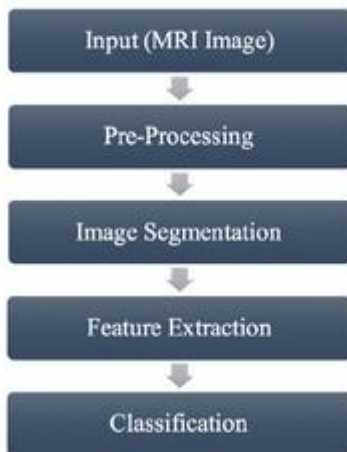 Input (MRI Image)
Pre-Processing
Image Segmentation
Feature Extraction
Classification